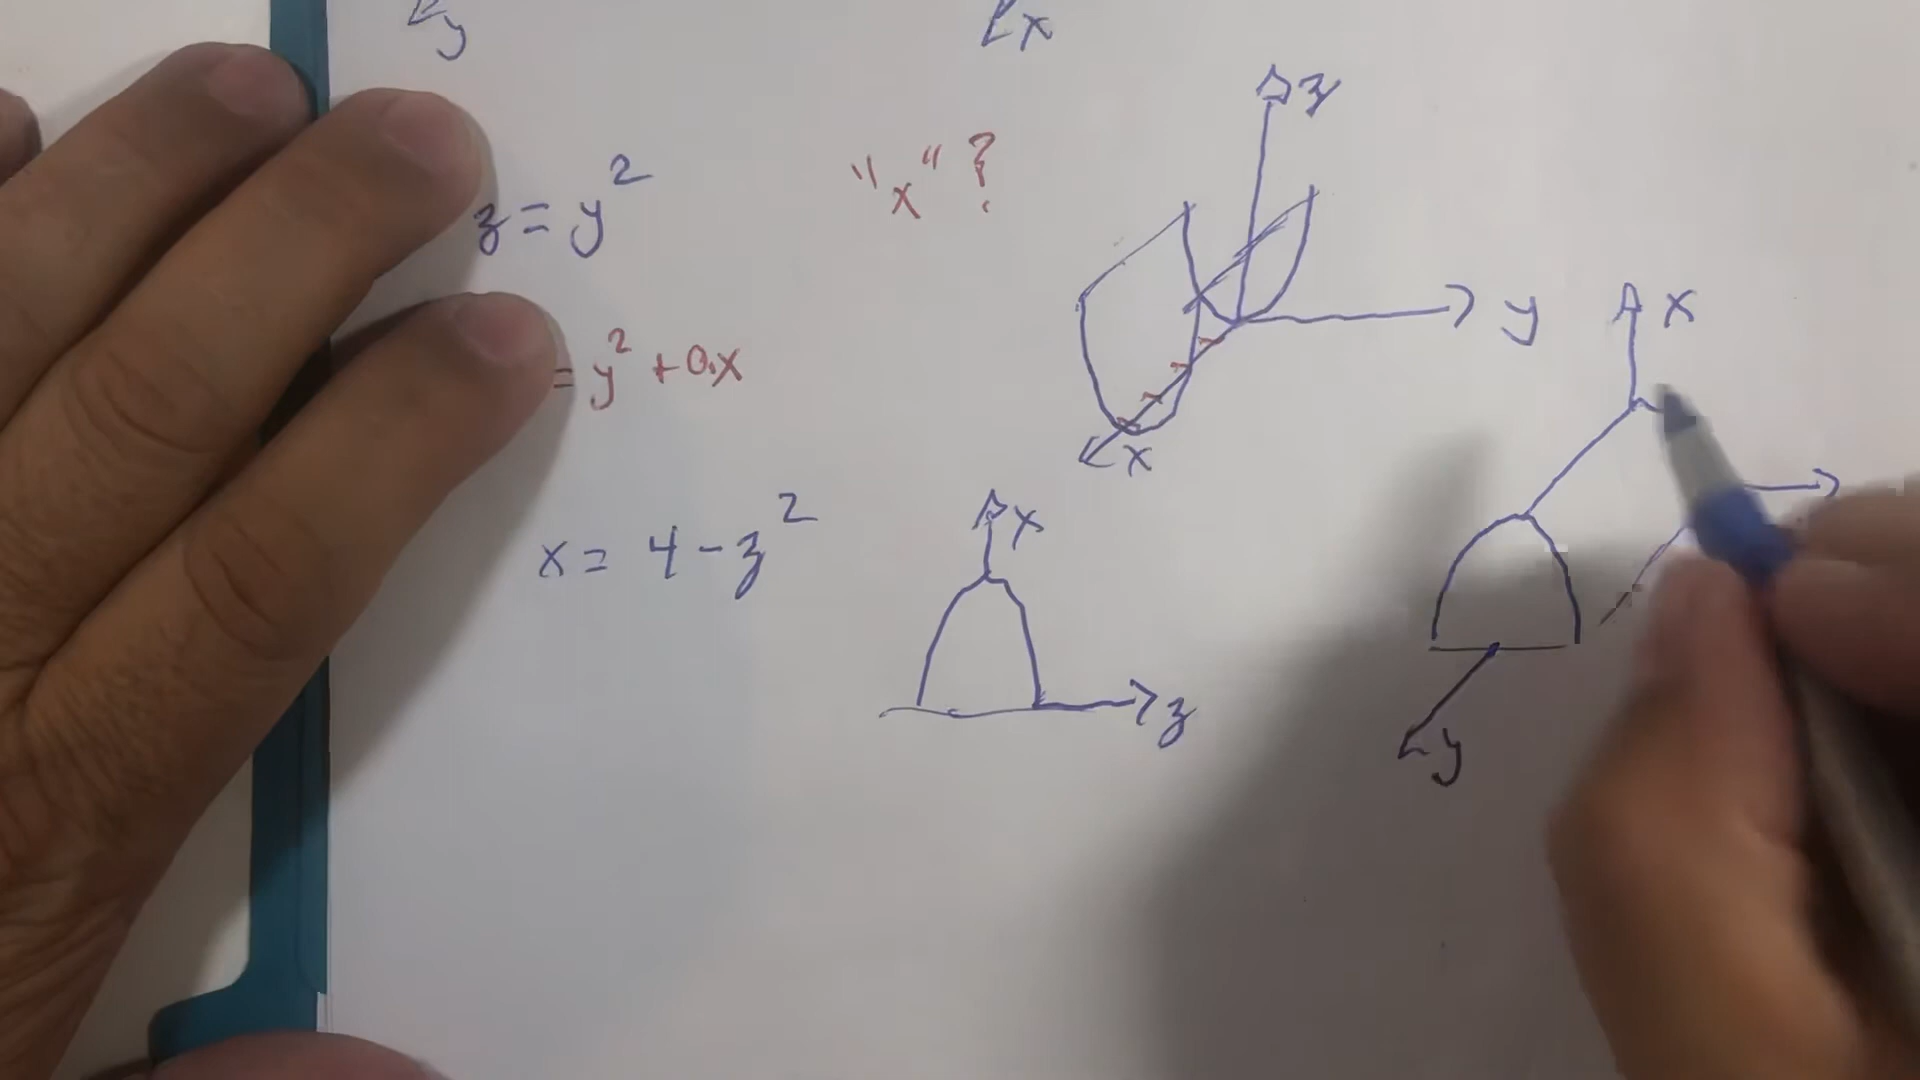 y
x
z
z = y²
"x" ?
y
x
= y² + 0.x
x
x = 4 - z²
x
z
y